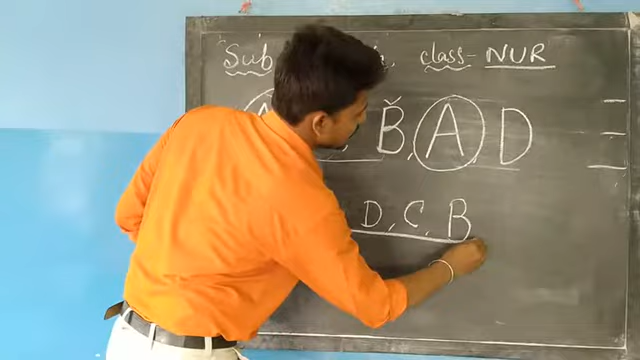 Sub class- NUR
B, A, D
D, C, B